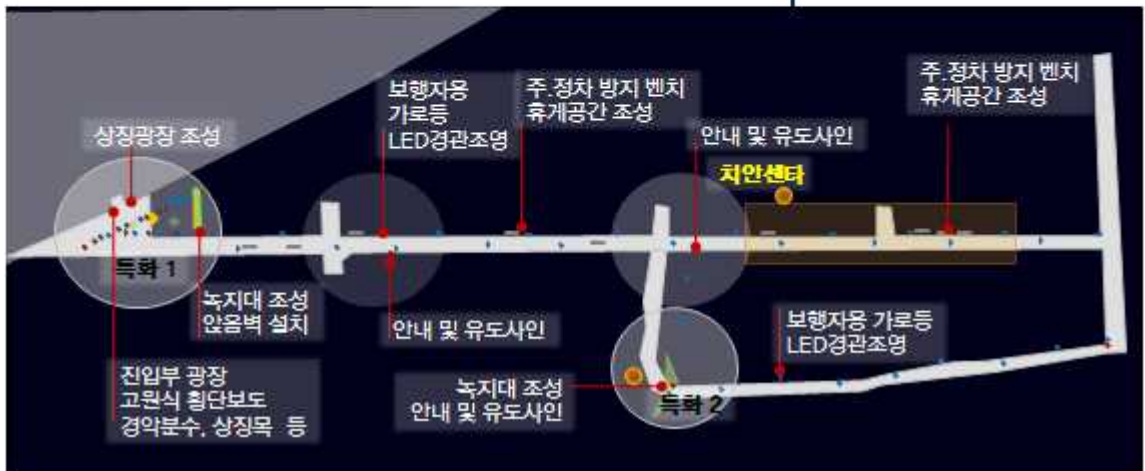 보행자용
가로등
LED경관조명
주.정차 방지 벤치
휴게공간 조성
주.정차 방지 벤치
휴게공간 조성
상징광장 조성
안내 및 유도사인
치안센타
특화 1
녹지대 조성
앉음벽 설치
안내 및 유도사인
보행자용 가로등
LED경관조명
진입부 광장
고원식 횡단보도
경악분수, 상징목 등
녹지대 조성
안내 및 유도사인
특화 2